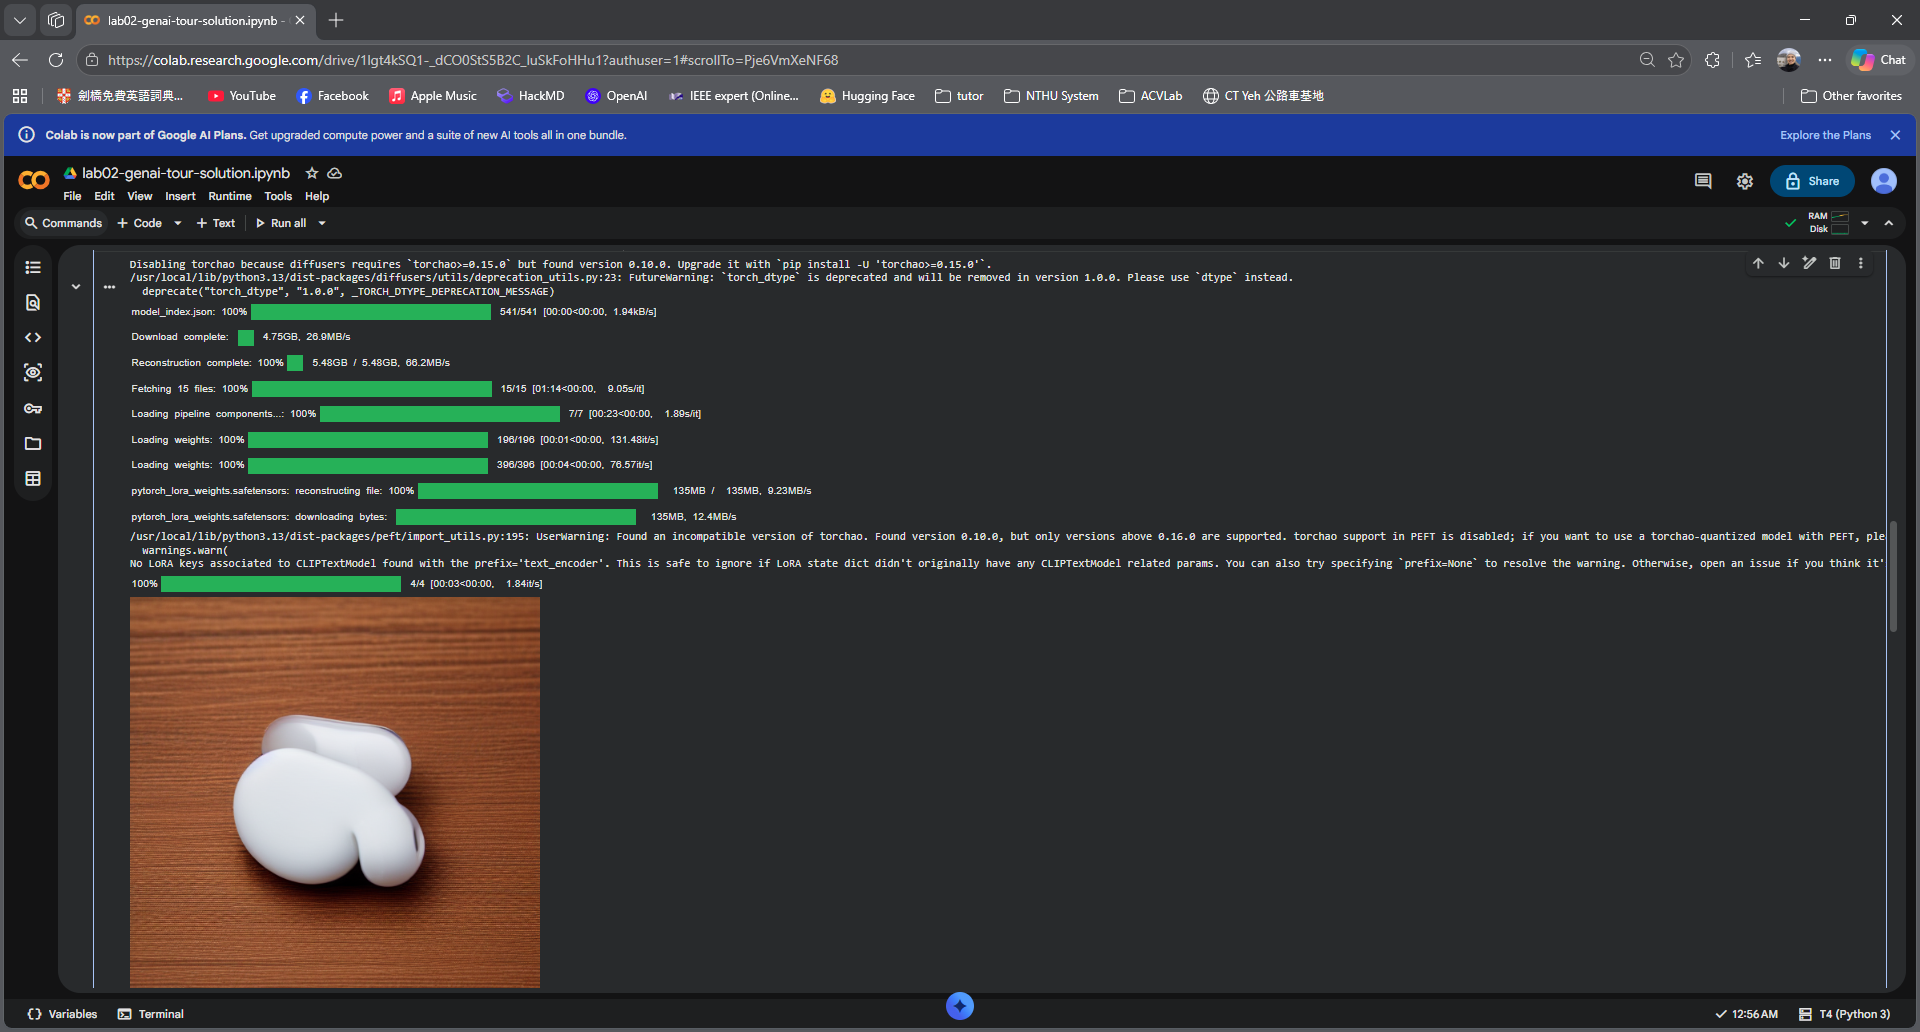 lab02-genai-tour-solution.ipynb -
https://colab.research.google.com/drive/1lgt4kSQ1-_dCO0StS5B2C_luSkFoHHu1?authuser=1#scrollTo=Pje6VmXeNF68
Chat
劍橋免費英語詞典...
YouTube
Facebook
Apple Music
HackMD
OpenAI
IEEE expert (Online...
Hugging Face
tutor
NTHU System
ACVLab
CT Yeh 公路車基地
Other favorites
Colab is now part of Google AI Plans. Get upgraded compute power and a suite of new AI tools all in one bundle.
Explore the Plans
lab02-genai-tour-solution.ipynb
File Edit View Insert Runtime Tools Help
Share
Commands + Code + Text Run all
RAM
Disk
Disabling torchao because diffusers requires `torchao>=0.15.0` but found version 0.10.0. Upgrade it with `pip install -U 'torchao>=0.15.0'`.
/usr/local/lib/python3.13/dist-packages/diffusers/utils/deprecation_utils.py:23: FutureWarning: `torch_dtype` is deprecated and will be removed in version 1.0.0. Please use `dtype` instead.
deprecate("torch_dtype", "1.0.0", _TORCH_DTYPE_DEPRECATION_MESSAGE)
model_index.json: 100% 541/541 [00:00<00:00, 1.94kB/s]
Download complete: 4.75GB, 26.9MB/s
Reconstruction complete: 100% 5.48GB / 5.48GB, 66.2MB/s
Fetching 15 files: 100% 15/15 [01:14<00:00, 9.05s/it]
Loading pipeline components...: 100% 7/7 [00:23<00:00, 1.89s/it]
Loading weights: 100% 196/196 [00:01<00:00, 131.48it/s]
Loading weights: 100% 396/396 [00:04<00:00, 76.57it/s]
pytorch_lora_weights.safetensors: reconstructing file: 100% 135MB / 135MB, 9.23MB/s
pytorch_lora_weights.safetensors: downloading bytes: 135MB, 12.4MB/s
/usr/local/lib/python3.13/dist-packages/peft/import_utils.py:195: UserWarning: Found an incompatible version of torchao. Found version 0.10.0, but only versions above 0.16.0 are supported. torchao support in PEFT is disabled; if you want to use a torchao-quantized model with PEFT, ple
warnings.warn(
No LoRA keys associated to CLIPTextModel found with the prefix='text_encoder'. This is safe to ignore if LoRA state dict didn't originally have any CLIPTextModel related params. You can also try specifying `prefix=None` to resolve the warning. Otherwise, open an issue if you think it'
100% 4/4 [00:03<00:00, 1.84it/s]
Variables
Terminal
12:56 AM
T4 (Python 3)